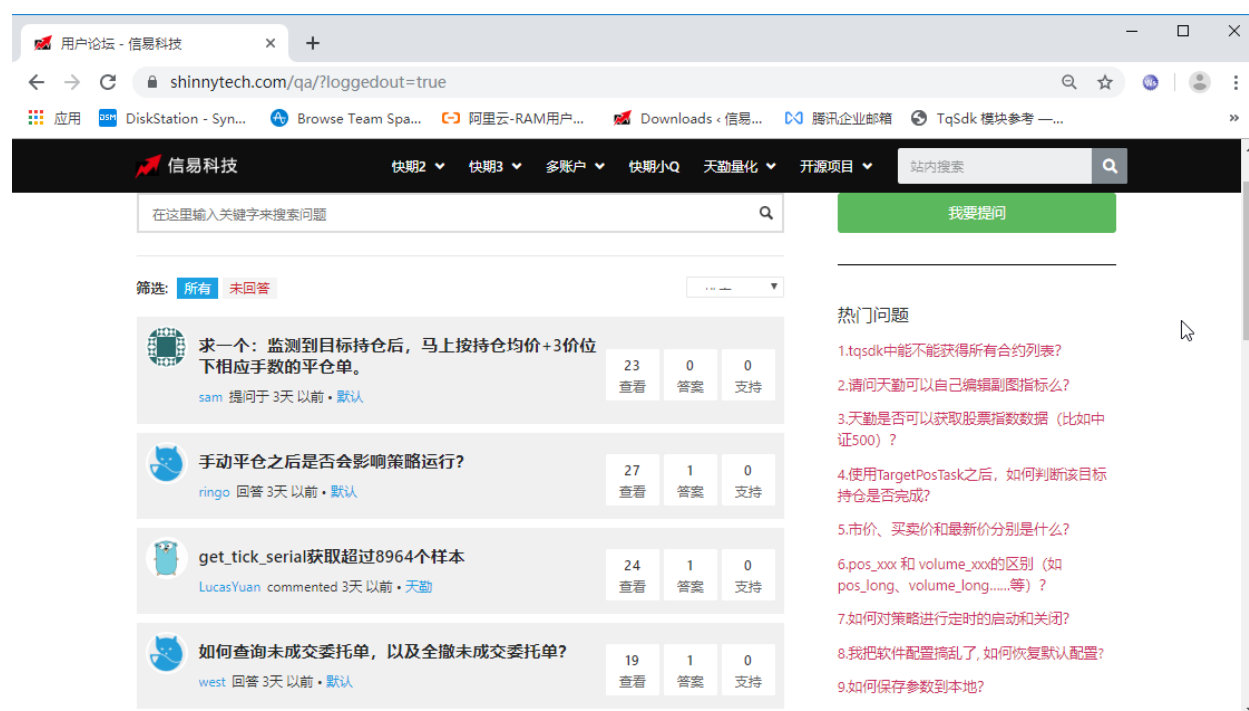 用户论坛 - 信易科技
shinnytech.com/qa/?loggedout=true
应用 DiskStation - Syn... Browse Team Spa... 阿里云-RAM用户... Downloads ‹ 信易... 腾讯企业邮箱 TqSdk 模块参考 —... »
信易科技 快期2 快期3 多账户 快期小Q 天勤量化 开源项目 站内搜索
在这里输入关键字来搜索问题
我要提问
筛选: 所有 未回答
求一个：监测到目标持仓后，马上按持仓均价+3价位
下相应手数的平仓单。
sam 提问于 3天 以前 • 默认
23 0 0
查看 答案 支持
手动平仓之后是否会影响策略运行?
ringo 回答 3天 以前 • 默认
27 1 0
查看 答案 支持
get_tick_serial获取超过8964个样本
LucasYuan commented 3天 以前 • 天勤
24 1 0
查看 答案 支持
如何查询未成交委托单，以及全撤未成交委托单?
west 回答 3天 以前 • 默认
19 1 0
查看 答案 支持
热门问题
1.tqsdk中能不能获得所有合约列表?
2.请问天勤可以自己编辑副图指标么?
3.天勤是否可以获取股票指数数据（比如中
证500）?
4.使用TargetPosTask之后，如何判断该目标
持仓是否完成?
5.市价、买卖价和最新价分别是什么?
6.pos_xxx 和 volume_xxx的区别（如
pos_long、volume_long……等）?
7.如何对策略进行定时的启动和关闭?
8.我把软件配置搞乱了, 如何恢复默认配置?
9.如何保存参数到本地?